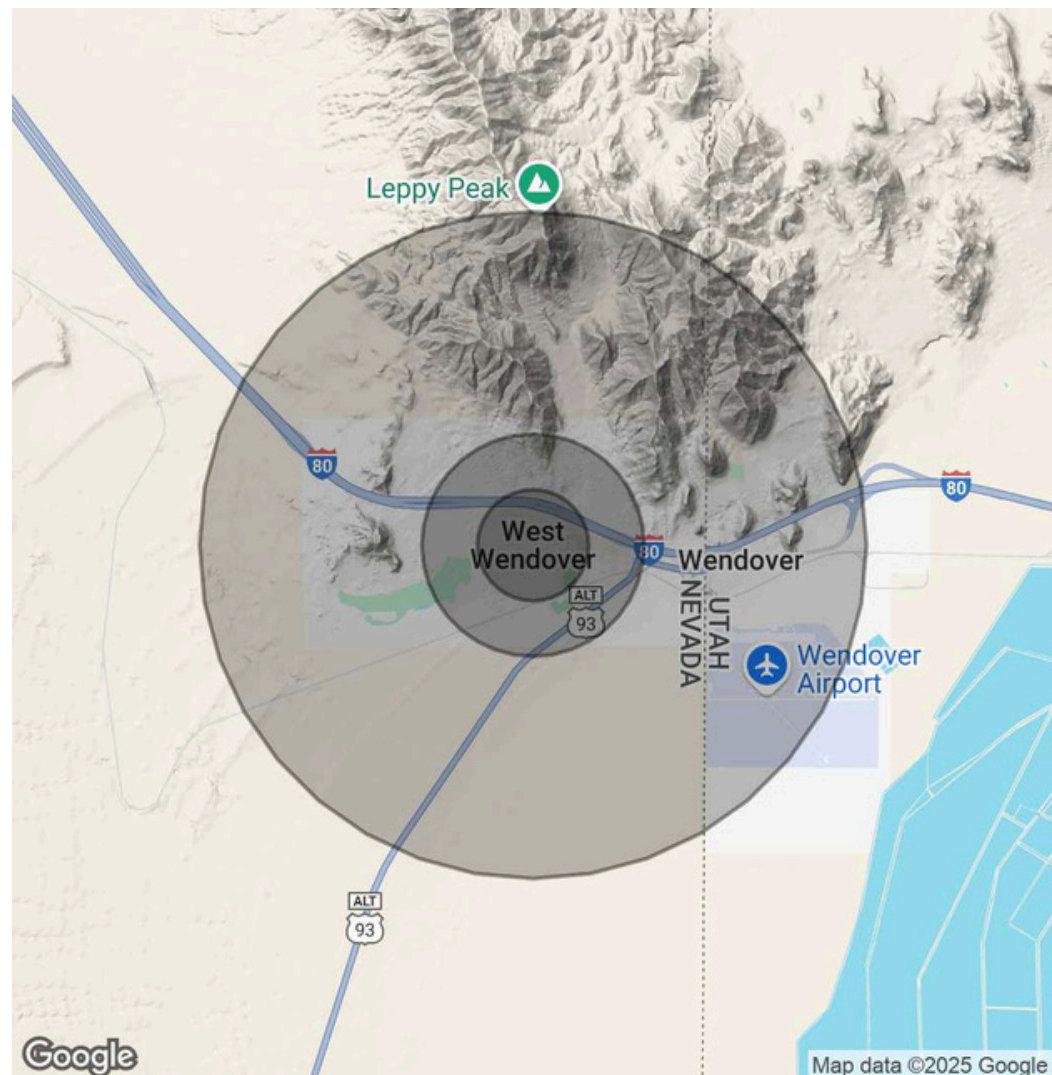 Leppy Peak
80
80
West
Wendover
80
Wendover
ALT
93
NEVADA
UTAH
Wendover
Airport
ALT
93
Google
Map data ©2025 Google